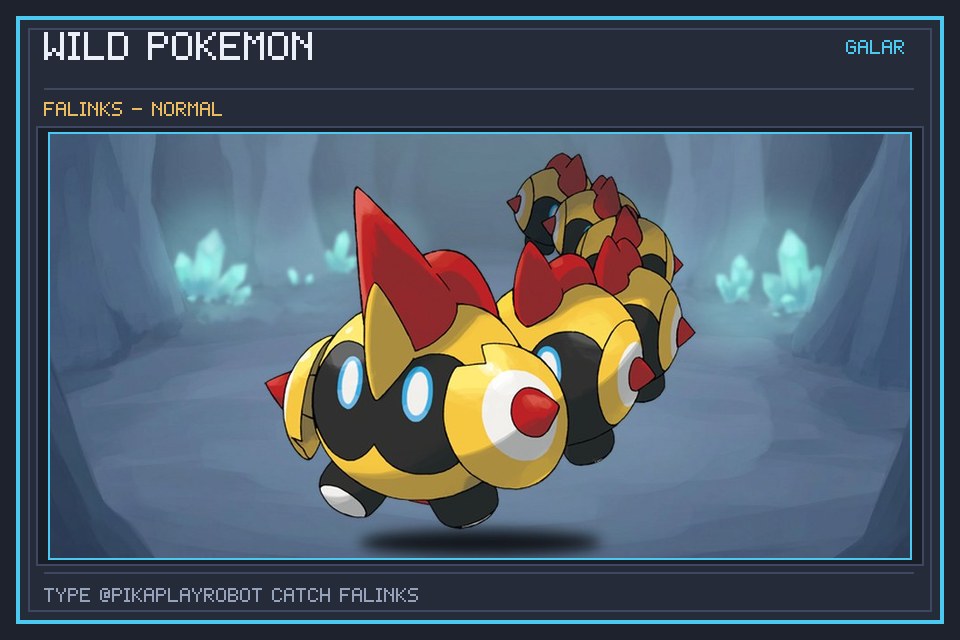 WILD POKEMON
GALAR
FALINKS - NORMAL
TYPE @PIKAPLAYROBOT CATCH FALINKS